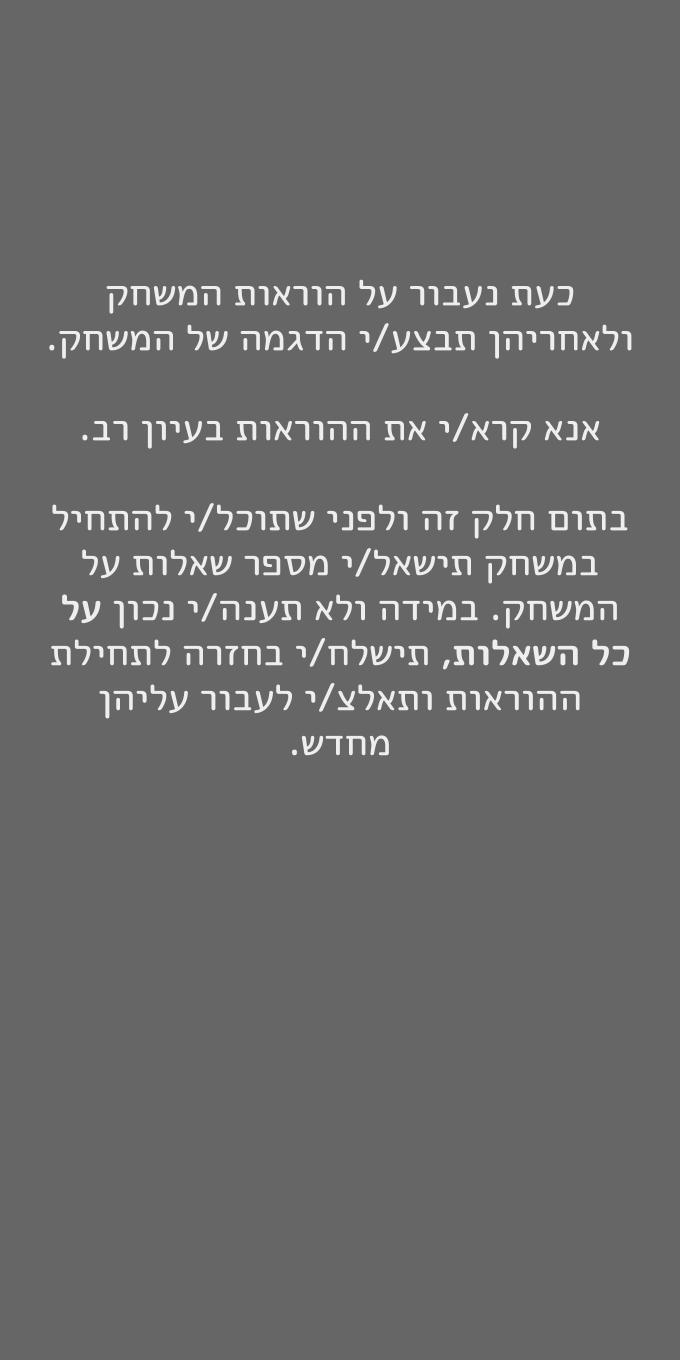 כעת נעבור על הוראות המשחק
ולאחריהן תבצע/י הדגמה של המשחק.
אנא קרא/י את ההוראות בעיון רב.
בתום חלק זה ולפני שתוכל/י להתחיל
במשחק תישאל/י מספר שאלות על
המשחק. במידה ולא תענה/י נכון על
כל השאלות, תישלח/י בחזרה לתחילת
ההוראות ותאלצ/י לעבור עליהן
מחדש.